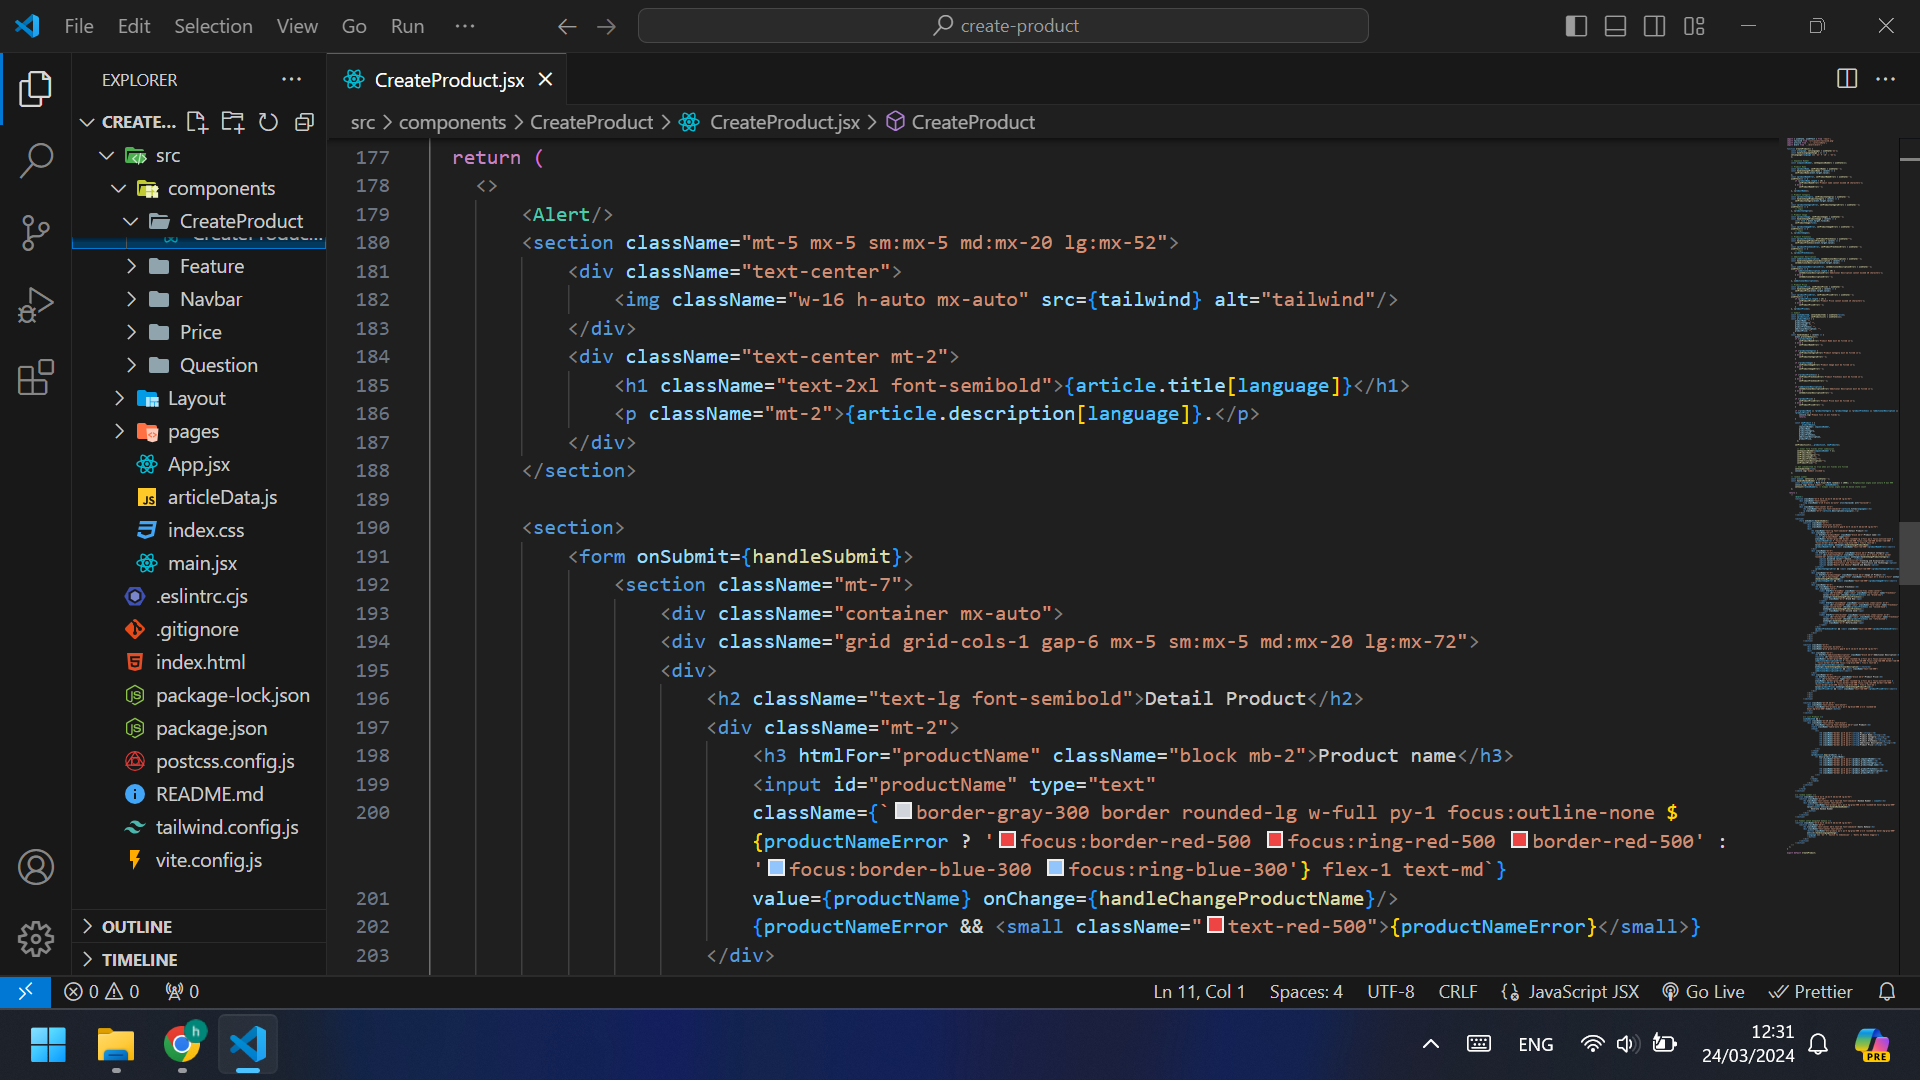 File Edit Selection View Go Run ··· create-product
EXPLORER
CREATE...
src
components
CreateProduct
Feature
Navbar
Price
Question
Layout
pages
App.jsx
articleData.js
index.css
main.jsx
.eslintrc.cjs
.gitignore
index.html
package-lock.json
package.json
postcss.config.js
README.md
tailwind.config.js
vite.config.js
OUTLINE
TIMELINE
CreateProduct.jsx
src > components > CreateProduct > CreateProduct.jsx > CreateProduct
177 return (
178 <>
179 <Alert/>
180 <section className="mt-5 mx-5 sm:mx-5 md:mx-20 lg:mx-52">
181 <div className="text-center">
182 <img className="w-16 h-auto mx-auto" src={tailwind} alt="tailwind"/>
183 </div>
184 <div className="text-center mt-2">
185 <h1 className="text-2xl font-semibold">{article.title[language]}</h1>
186 <p className="mt-2">{article.description[language]}.</p>
187 </div>
188 </section>
189
190 <section>
191 <form onSubmit={handleSubmit}>
192 <section className="mt-7">
193 <div className="container mx-auto">
194 <div className="grid grid-cols-1 gap-6 mx-5 sm:mx-5 md:mx-20 lg:mx-72">
195 <div>
196 <h2 className="text-lg font-semibold">Detail Product</h2>
197 <div className="mt-2">
198 <h3 htmlFor="productName" className="block mb-2">Product name</h3>
199 <input id="productName" type="text"
200 className={`border-gray-300 border rounded-lg w-full py-1 focus:outline-none $
{productNameError ? 'focus:border-red-500 focus:ring-red-500 border-red-500' :
'focus:border-blue-300 focus:ring-blue-300'} flex-1 text-md`}
201 value={productName} onChange={handleChangeProductName}/>
202 {productNameError && <small className="text-red-500">{productNameError}</small>}
203 </div>
0 0 0 Ln 11, Col 1 Spaces: 4 UTF-8 CRLF JavaScript JSX Go Live Prettier
h ENG 12:31
24/03/2024
PRE